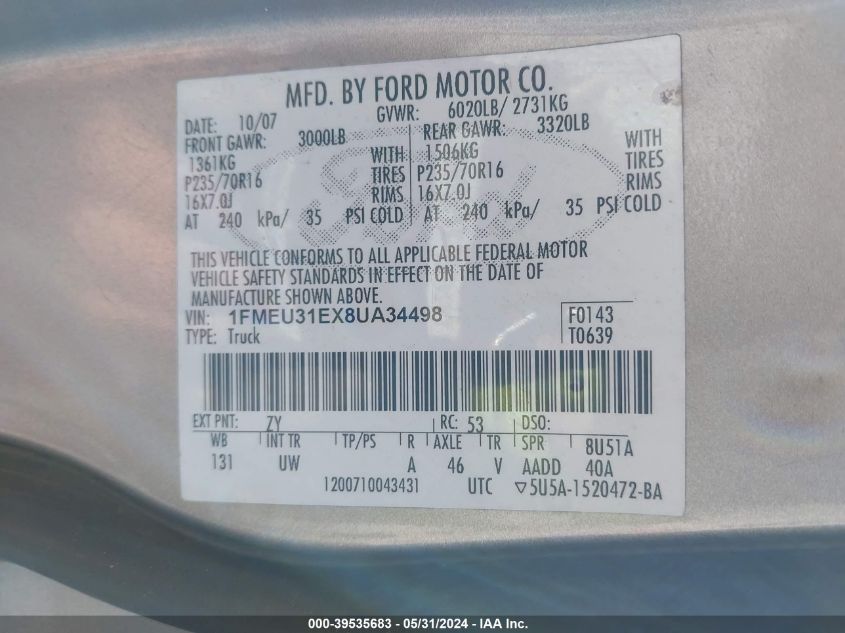 MFD. BY FORD MOTOR CO.
DATE: 10/07 GVWR: 6020LB/ 2731KG
FRONT GAWR: 3000LB REAR GAWR: 3320LB
1361KG WITH 1506KG WITH
P235/70R16 TIRES P235/70R16 TIRES
16X7.0J RIMS 16X7.0J RIMS
AT 240 kPa/ 35 PSI COLD AT 240 kPa/ 35 PSI COLD
THIS VEHICLE CONFORMS TO ALL APPLICABLE FEDERAL MOTOR
VEHICLE SAFETY STANDARDS IN EFFECT ON THE DATE OF
MANUFACTURE SHOWN ABOVE.
VIN: 1FMEU31EX8UA34498 F0143
TYPE: Truck T0639
EXT PNT: ZY RC: 53 DSO:
WB INT TR TP/PS R AXLE TR SPR 8U51A
131 UW A 46 V AADD 40A
1200710043431 UTC ▽5U5A-1520472-BA
000-39535683 - 05/31/2024 - IAA Inc.